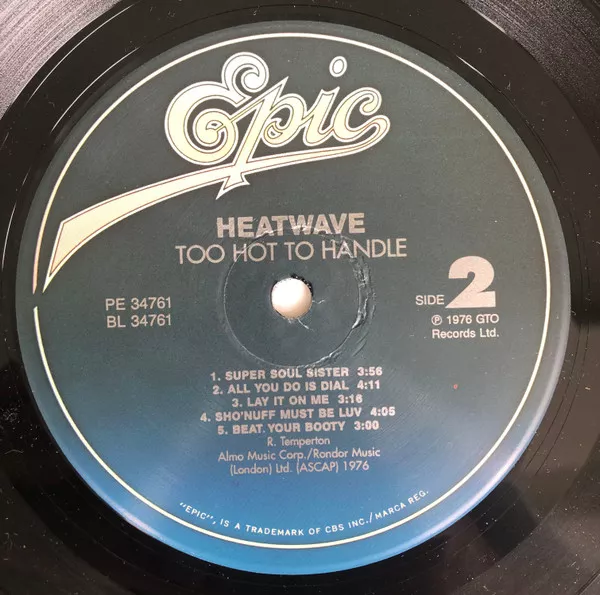 Epic
HEATWAVE
TOO HOT TO HANDLE
PE 34761
BL 34761
SIDE 2
℗ 1976 GTO
Records Ltd.
1. SUPER SOUL SISTER 3:56
2. ALL YOU DO IS DIAL 4:11
3. LAY IT ON ME 3:16
4. SHO'NUFF MUST BE LUV 4:05
5. BEAT YOUR BOOTY 3:00
R. Temperton
Almo Music Corp./Rondor Music
(London) Ltd. (ASCAP) 1976
"EPIC", IS A TRADEMARK OF CBS INC./MARCA REG.